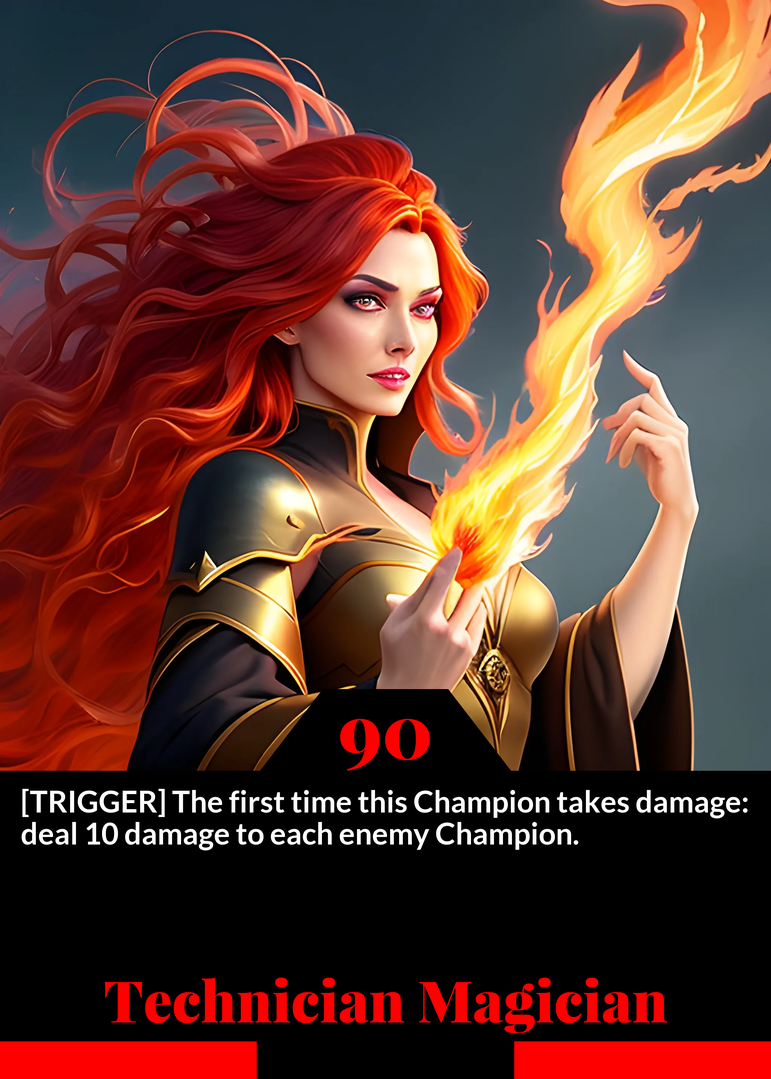 90
[TRIGGER] The first time this Champion takes damage:
deal 10 damage to each enemy Champion.
Technician Magician